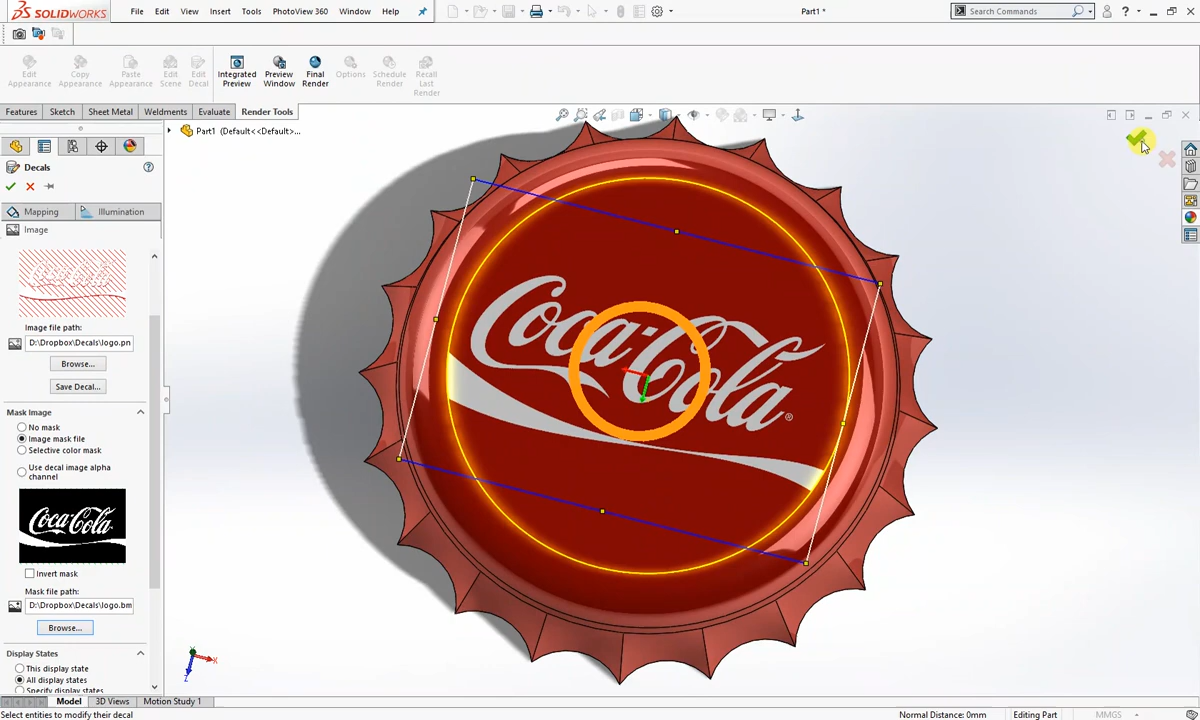 SOLIDWORKS File Edit View Insert Tools PhotoView 360 Window Help Part1 * Search Commands ?
Edit Appearance Copy Appearance Paste Appearance Edit Scene Edit Decal Integrated Preview Preview Window Final Render Options Schedule Render Recall Last Render
Features Sketch Sheet Metal Weldments Evaluate Render Tools
Part1 (Default<<Default>...
Decals
Mapping Illumination
Image
Image file path:
D:\Dropbox\Decals\logo.pn
Browse...
Save Decal...
Mask Image
No mask
Image mask file
Selective color mask
Use decal image alpha
channel
Coca-Cola
Invert mask
Mask file path:
D:\Dropbox\Decals\logo.bm
Browse...
Display States
This display state
All display states
Specify display states
Coca-Cola®
X
Z
Model 3D Views Motion Study 1
Select entities to modify their decal Normal Distance: 0mm Editing Part MMGS